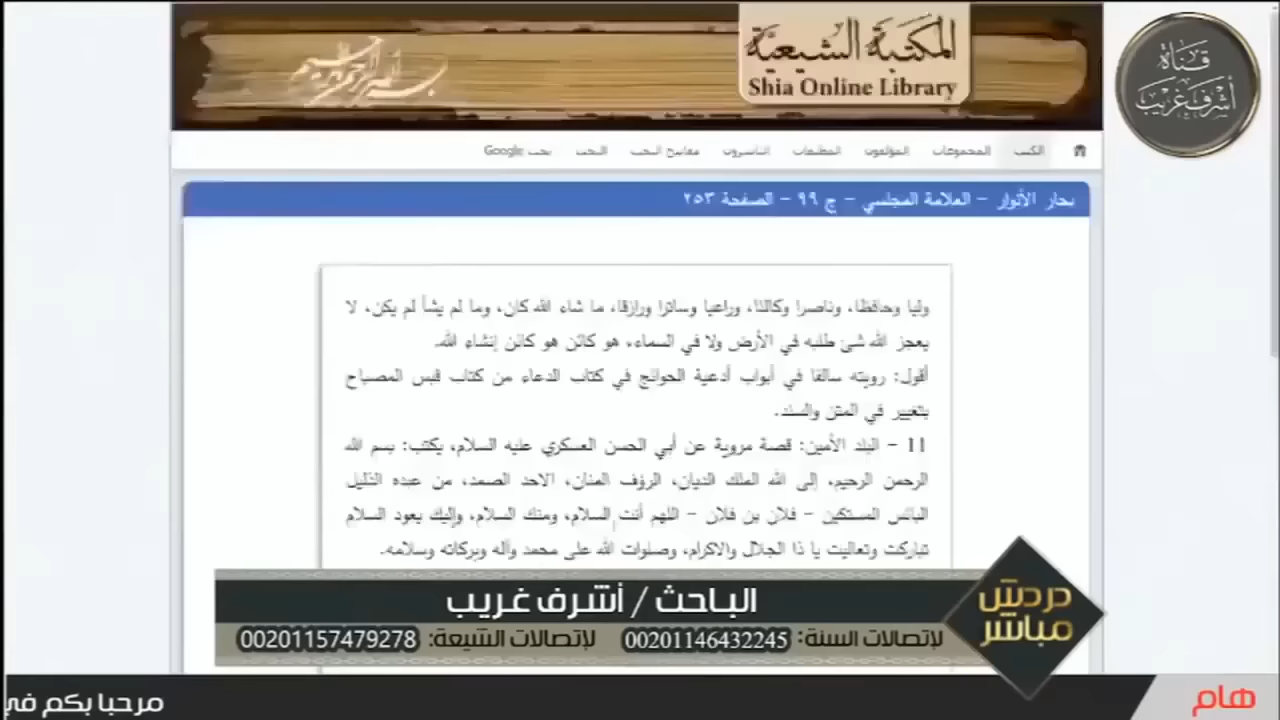 المكتبة الشيعية
Shia Online Library
بسم الله الرحمن الرحيم
قناة
أشرف غريب
الكتب المجموعات المؤلفون المطبعات الناشرون مفاتيح البحث البحث بحث Google
بحار الأنوار - العلامة المجلسي - ج ٩٩ - الصفحة ٢٥٣
وليا وحافظا، وناصرا وكالئا، وراعيا وساترا ورازقا، ما شاء الله كان، وما لم يشأ لم يكن، لا
يعجز الله شئ طلبه في الأرض ولا في السماء، هو كائن هو كائن إنشاء الله.
أقول: رويته سالفا في أبواب أدعية الحوائج في كتاب الدعاء من كتاب قبس المصباح
بتغيير في المتن والسند.
11 - البلد الأمين: قصة مروية عن أبي الحسن العسكري عليه السلام، يكتب: بسم الله
الرحمن الرحيم، إلى الله الملك الديان، الرؤف المنان، الاحد الصمد، من عبده الذليل
البائس المستكين - فلان بن فلان - اللهم أنت السلام، ومنك السلام، وإليك يعود السلام
تباركت وتعاليت يا ذا الجلال والاكرام، وصلوات الله على محمد وآله وبركاته وسلامه.
الباحث / أشرف غريب
لإتصالات السنة: 00201146432245 لإتصالات الشيعة: 00201157479278
دردش
مباشر
هام
مرحبا بكم في